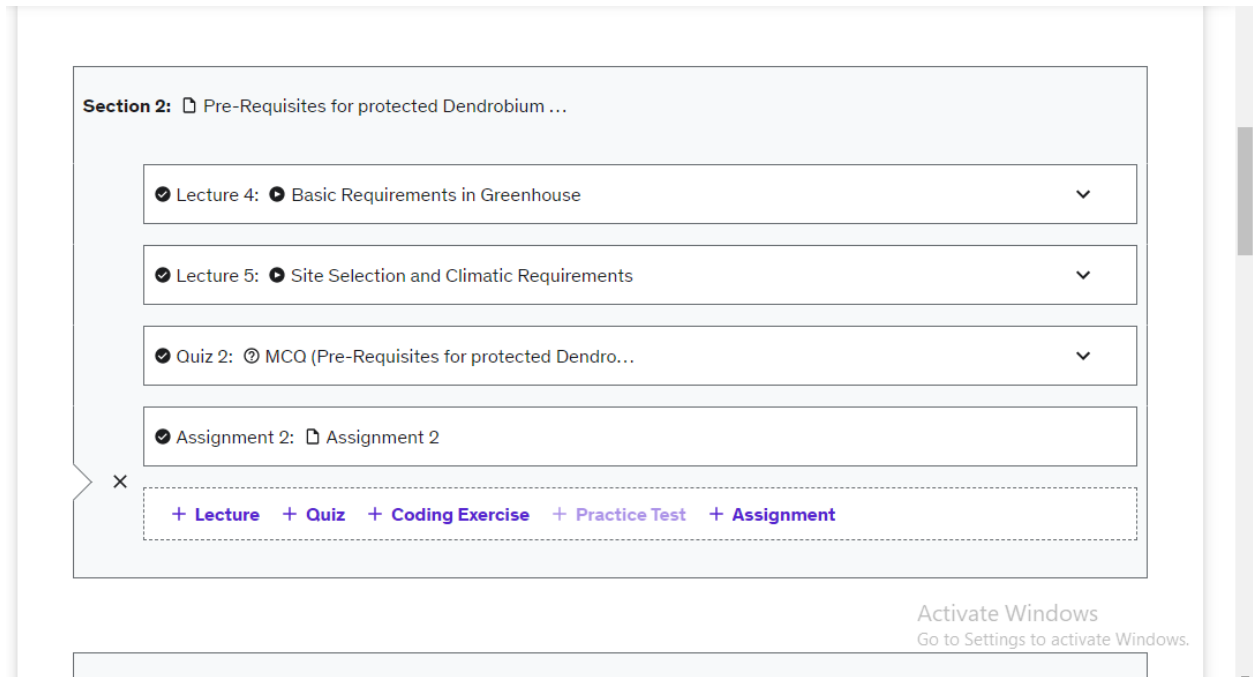 Section 2: Pre-Requisites for protected Dendrobium ...
Lecture 4: Basic Requirements in Greenhouse
Lecture 5: Site Selection and Climatic Requirements
Quiz 2: MCQ (Pre-Requisites for protected Dendro...
Assignment 2: Assignment 2
+ Lecture + Quiz + Coding Exercise + Practice Test + Assignment
Activate Windows
Go to Settings to activate Windows.